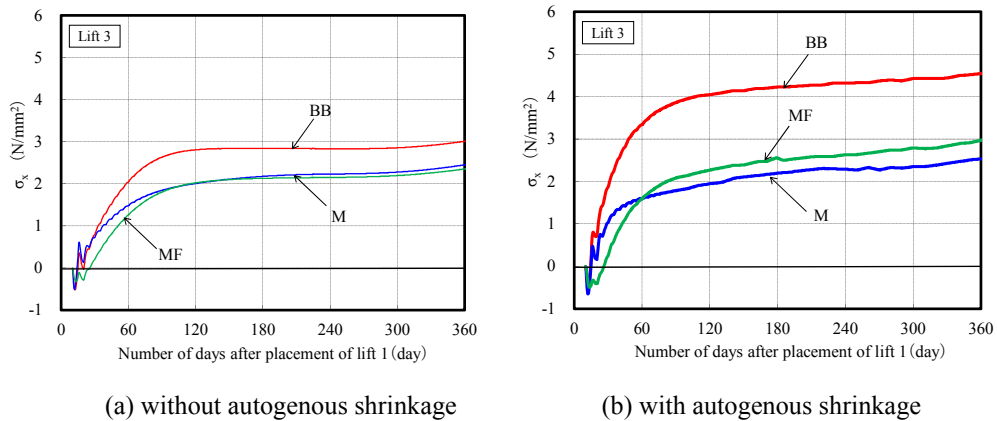 6
5
4
3
2
1
0
-1
σx (N/mm²)
Lift 3
BB
M
MF
0 60 120 180 240 300 360
Number of days after placement of lift 1(day)
(a) without autogenous shrinkage
6
5
4
3
2
1
0
-1
σx (N/mm²)
Lift 3
BB
MF
M
0 60 120 180 240 300 360
Number of days after placement of lift 1(day)
(b) with autogenous shrinkage